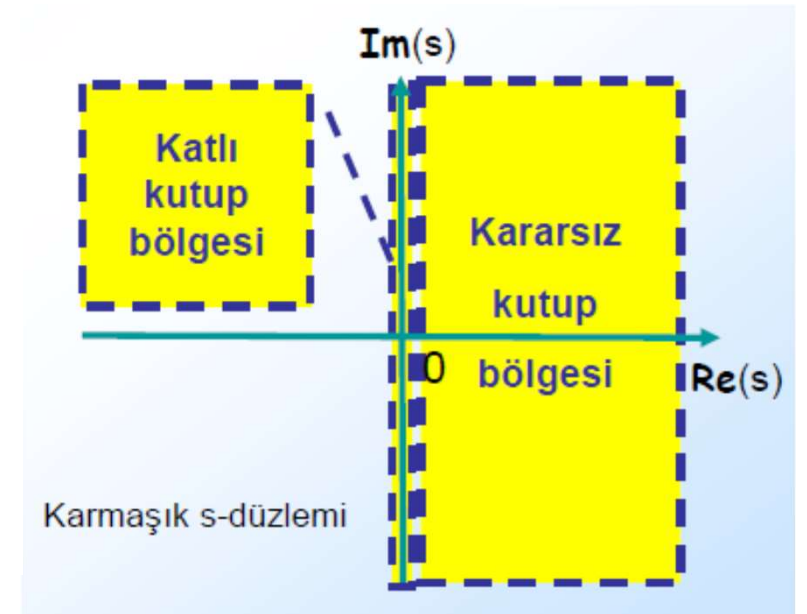 Im(s)
Katlı
kutup
bölgesi
Kararsız
kutup
bölgesi
0
Re(s)
Karmaşık s-düzlemi